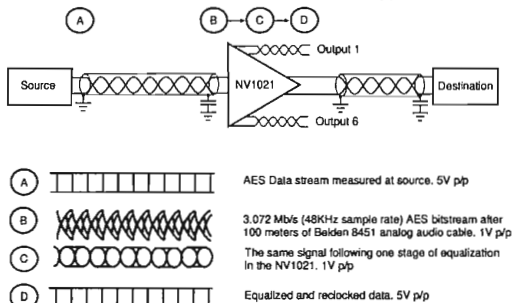 A B C D
Output 1
Source NV1021 Destination
Output 6
A AES Data stream measured at source. 5V p/p
B 3.072 Mb/s (48KHz sample rate) AES bitstream after
100 meters of Belden 8451 analog audio cable. 1V p/p
C The same signal following one stage of equalization
in the NV1021. 1V p/p
D Equalized and reclocked data. 5V p/p